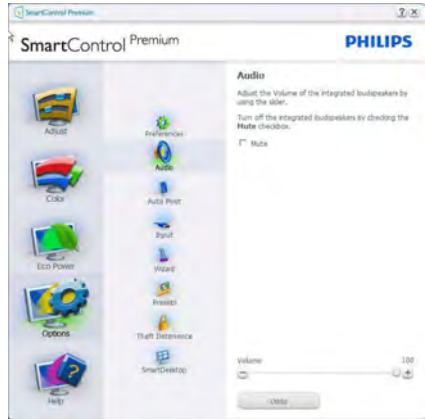 SmartControl Premium
SmartControl Premium
PHILIPS
Adjust
Color
Eco Power
Options
Help
Preferences
Audio
Auto Pivot
Input
Wizard
Presets
Theft Deterrence
SmartDesktop
Audio
Adjust the Volume of the integrated loudspeakers by
using the slider.
Turn off the integrated loudspeakers by checking the
Mute checkbox.
Mute
Volume
100
Undo